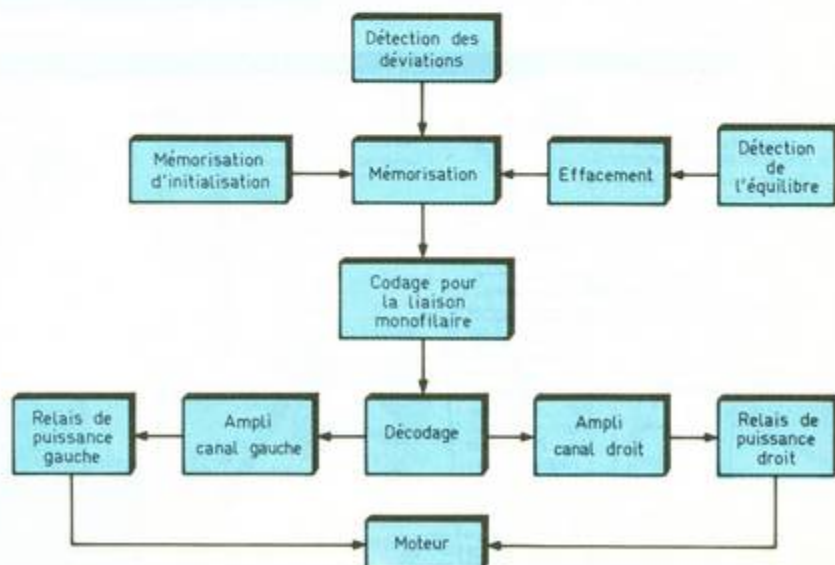 Détection des
déviations
Mémorisation
d'initialisation
Mémorisation
Effacement
Détection
de
l'équilibre
Codage pour
la liaison
monofilaire
Relais de
puissance
gauche
Ampli
canal gauche
Décodage
Ampli
canal droit
Relais de
puissance
droit
Moteur